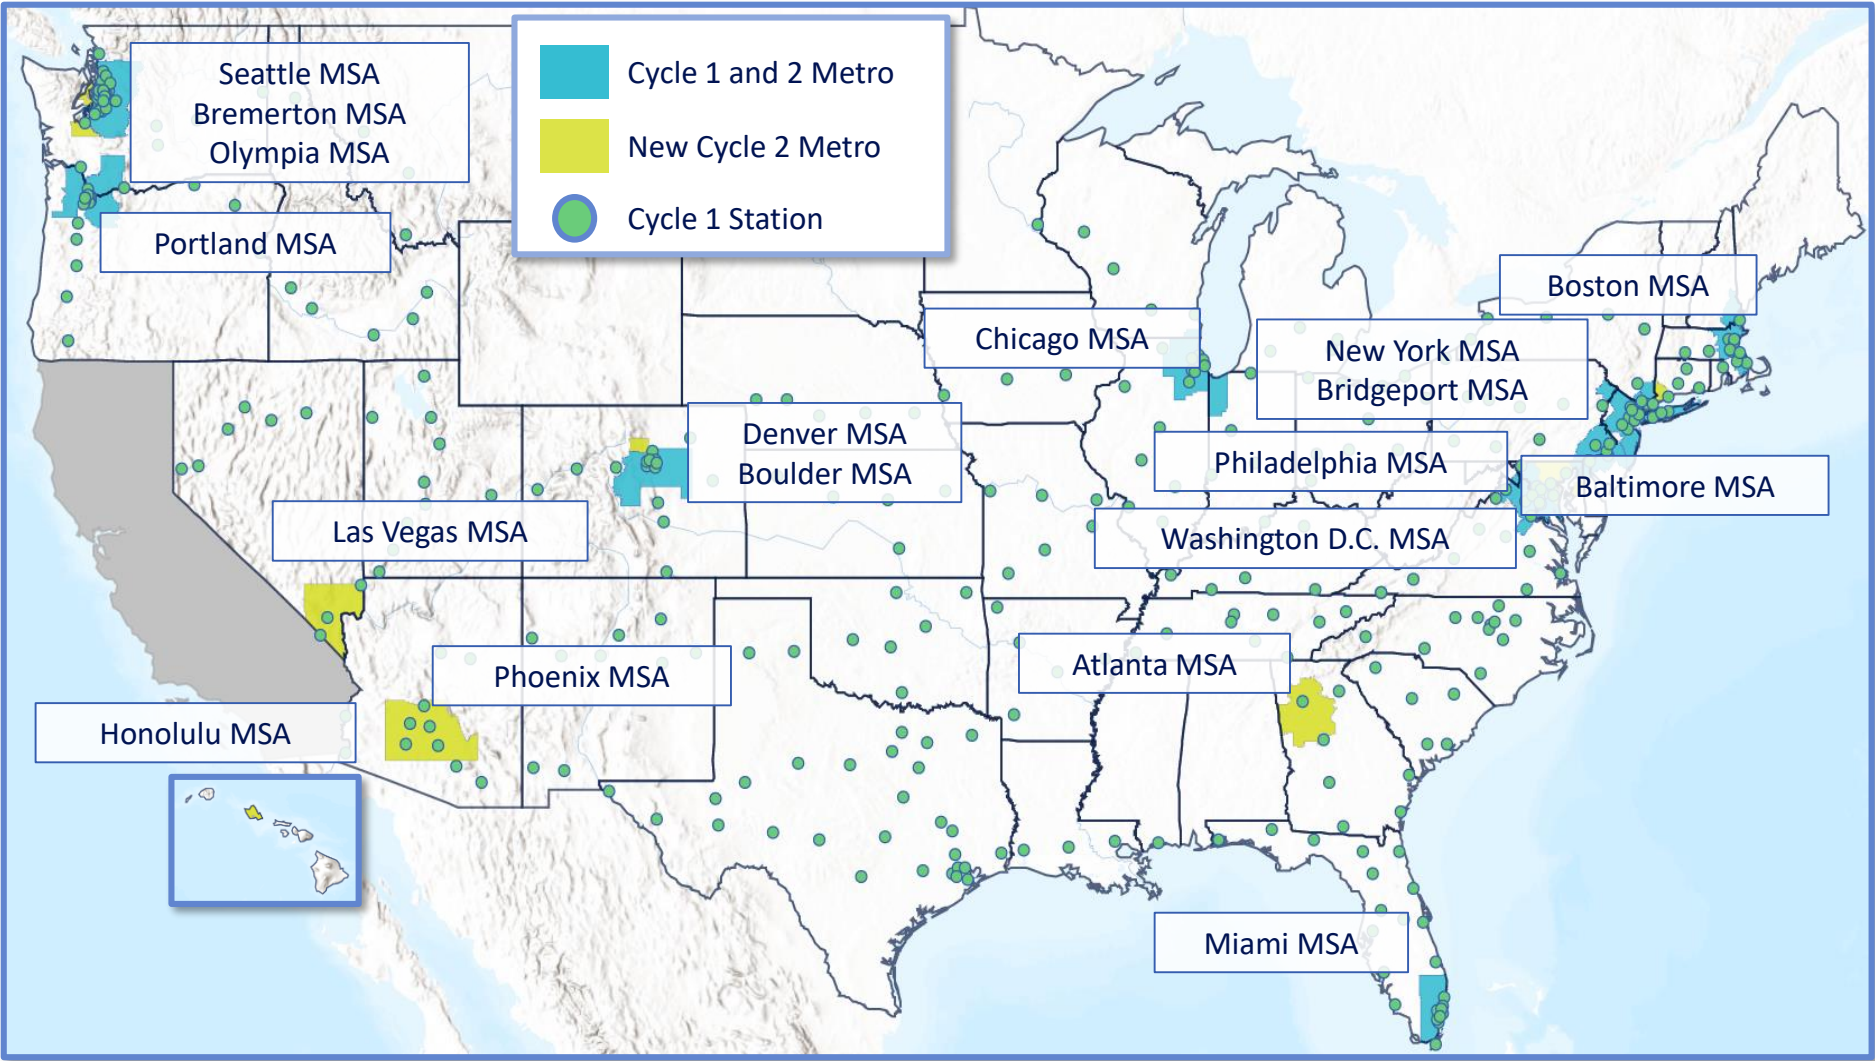 Seattle MSA
Bremerton MSA
Olympia MSA
Cycle 1 and 2 Metro
New Cycle 2 Metro
Cycle 1 Station
Portland MSA
Boston MSA
Chicago MSA
New York MSA
Bridgeport MSA
Denver MSA
Boulder MSA
Philadelphia MSA
Baltimore MSA
Las Vegas MSA
Washington D.C. MSA
Atlanta MSA
Phoenix MSA
Honolulu MSA
Miami MSA